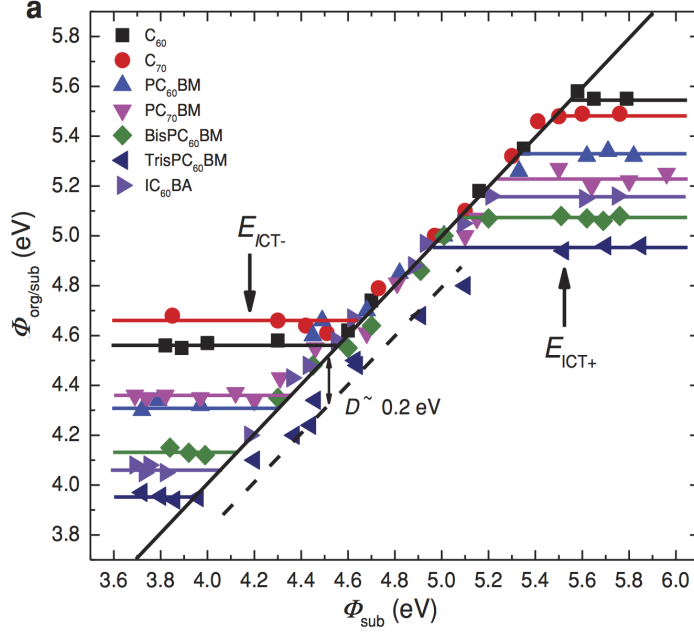 a
C60
C70
PC60BM
PC70BM
BisPC60BM
TrisPC60BM
IC60BA
EICT-
EICT+
D~ 0.2 eV
5.8
5.6
5.4
5.2
5.0
4.8
4.6
4.4
4.2
4.0
3.8
Φorg/sub (eV)
3.6 3.8 4.0 4.2 4.4 4.6 4.8 5.0 5.2 5.4 5.6 5.8 6.0
Φsub (eV)